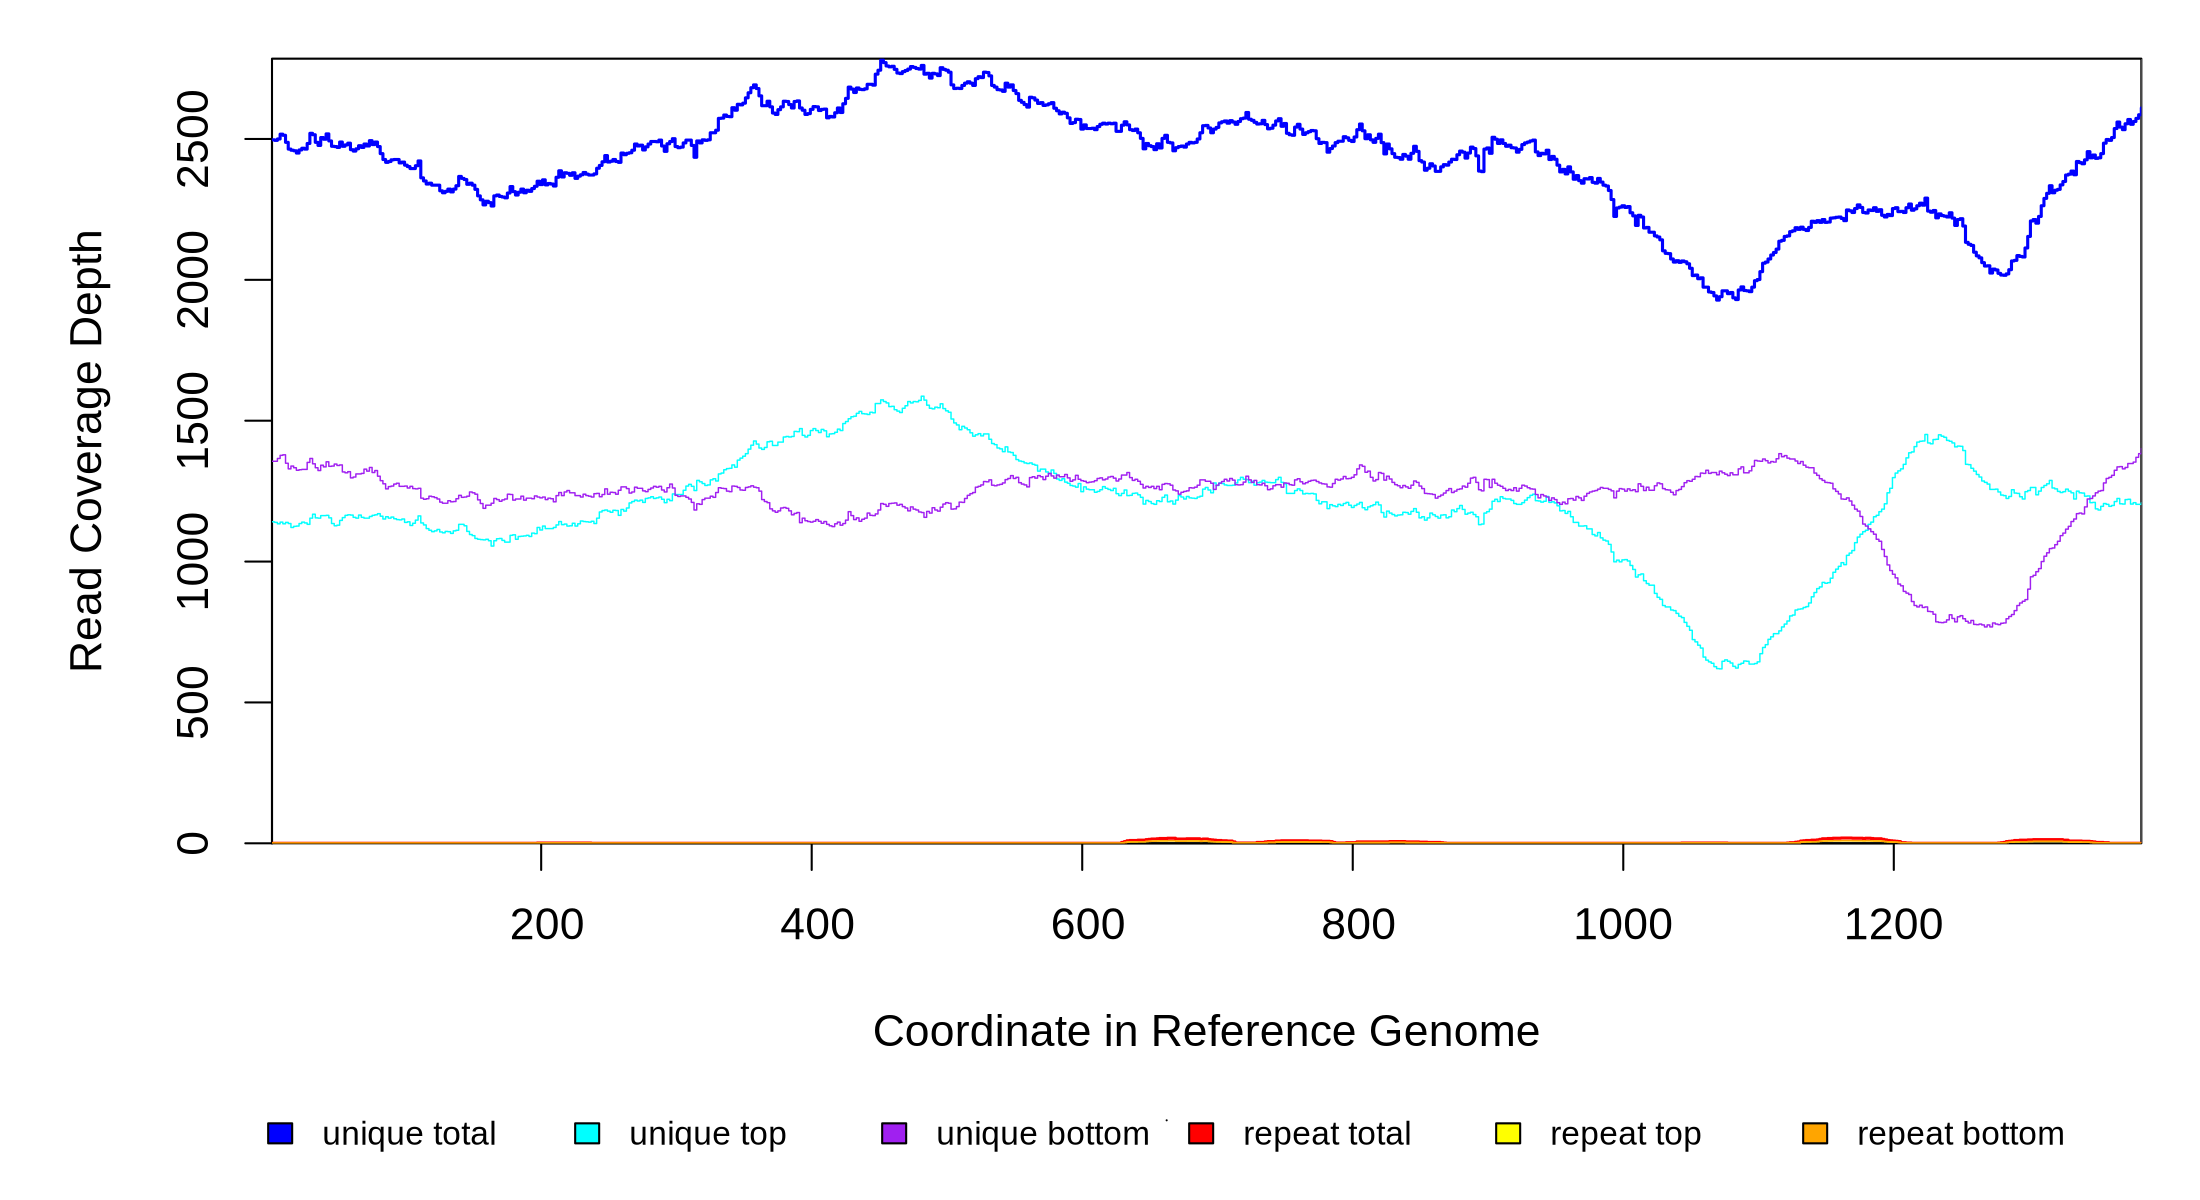 Read Coverage Depth
2500
2000
1500
1000
500
0
200 400 600 800 1000 1200
Coordinate in Reference Genome
unique total unique top unique bottom repeat total repeat top repeat bottom